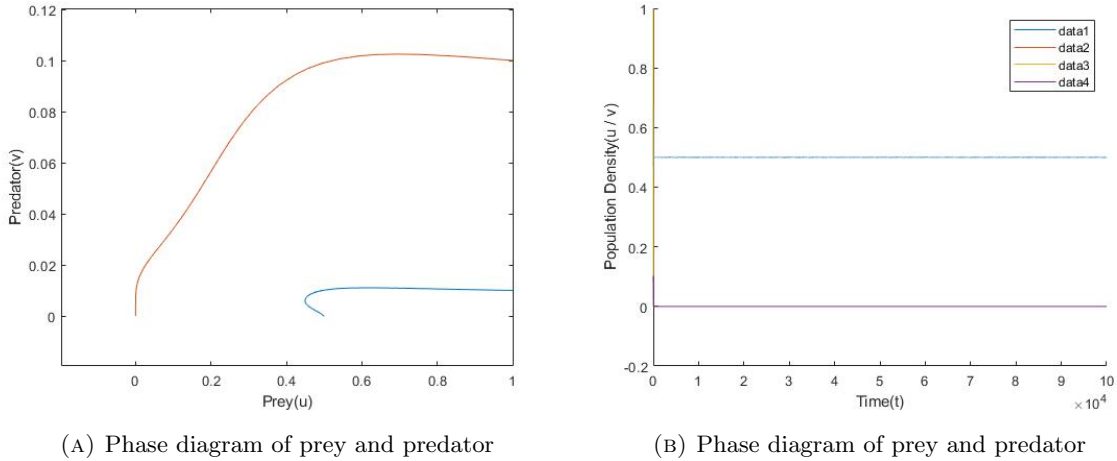 0.12
0.1
0.08
0.06
0.04
0.02
0
Predator(v)
0 0.2 0.4 0.6 0.8 1
Prey(u)
(A) Phase diagram of prey and predator
1
0.8
0.6
0.4
0.2
0
-0.2
Population Density(u / v)
data1
data2
data3
data4
0 1 2 3 4 5 6 7 8 9 10
×10⁴
Time(t)
(B) Phase diagram of prey and predator